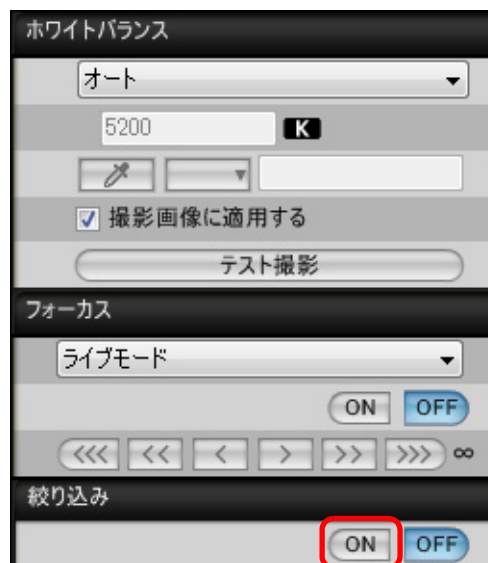 ホワイトバランス
オート
5200 K
撮影画像に適用する
テスト撮影
フォーカス
ライブモード
ON OFF
<<< << < > >> >>> ∞
絞り込み
ON OFF